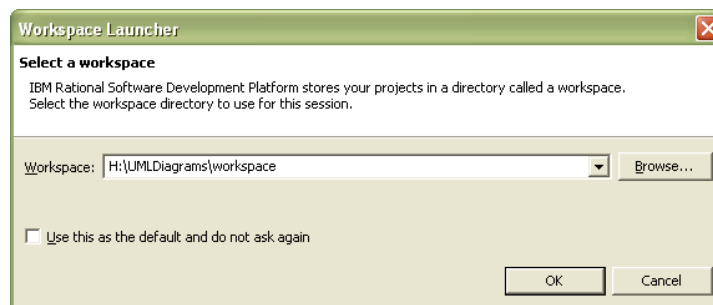 Workspace Launcher
Select a workspace
IBM Rational Software Development Platform stores your projects in a directory called a workspace.
Select the workspace directory to use for this session.
Workspace: H:\UMLDiagrams\workspace Browse...
Use this as the default and do not ask again
OK Cancel